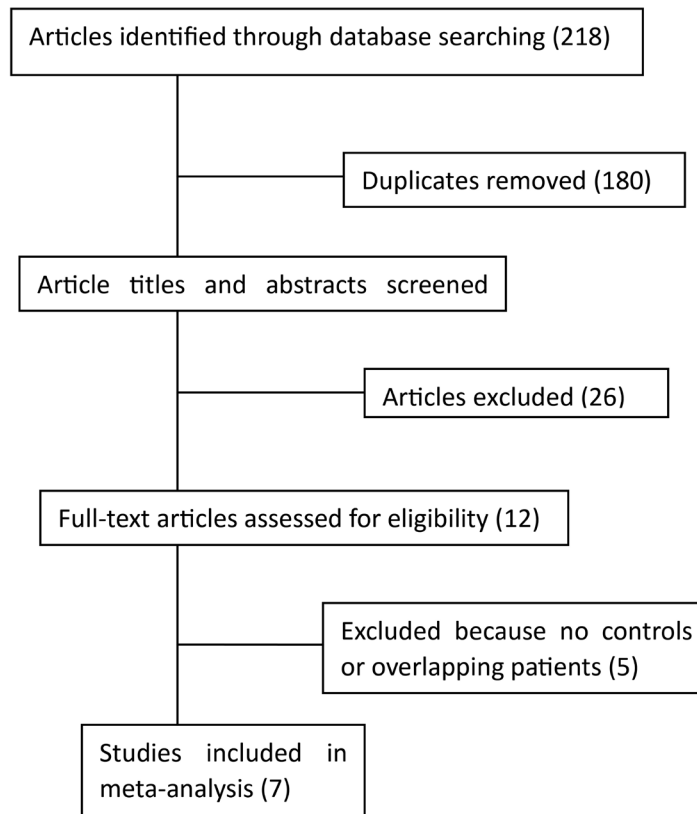 Articles identified through database searching (218)
Duplicates removed (180)
Article titles and abstracts screened
Articles excluded (26)
Full-text articles assessed for eligibility (12)
Excluded because no controls
or overlapping patients (5)
Studies included in
meta-analysis (7)